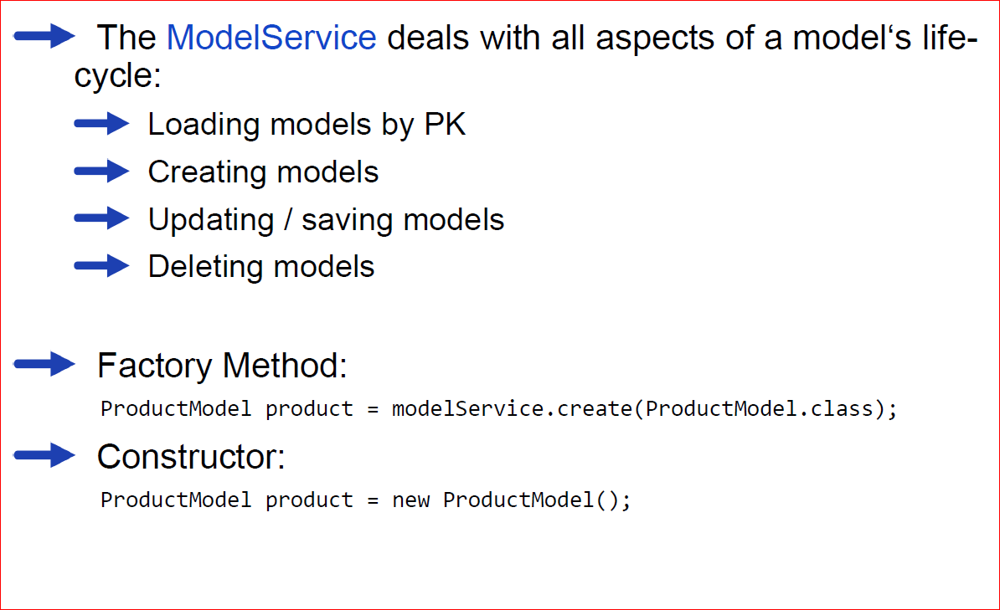 The ModelService deals with all aspects of a model‘s life-
cycle:
Loading models by PK
Creating models
Updating / saving models
Deleting models
Factory Method:
ProductModel product = modelService.create(ProductModel.class);
Constructor:
ProductModel product = new ProductModel();